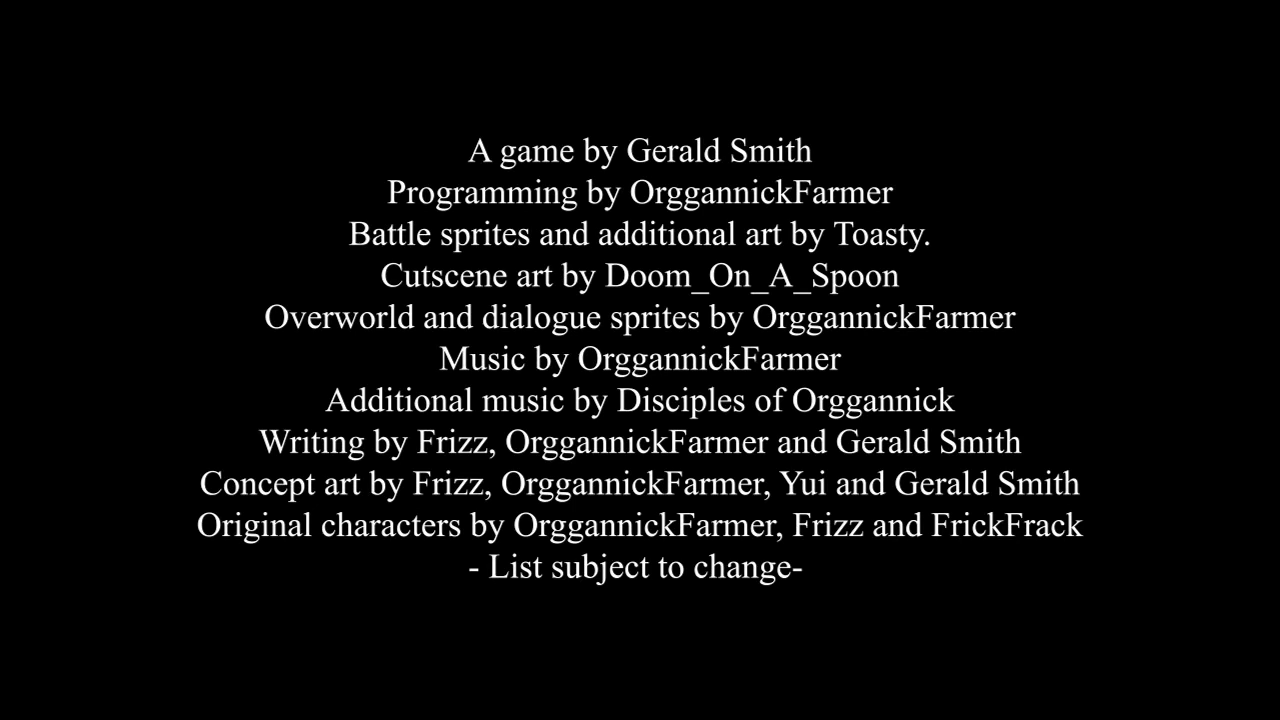 A game by Gerald Smith
Programming by OrggannickFarmer
Battle sprites and additional art by Toasty.
Cutscene art by Doom_On_A_Spoon
Overworld and dialogue sprites by OrggannickFarmer
Music by OrggannickFarmer
Additional music by Disciples of Orggannick
Writing by Frizz, OrggannickFarmer and Gerald Smith
Concept art by Frizz, OrggannickFarmer, Yui and Gerald Smith
Original characters by OrggannickFarmer, Frizz and FrickFrack
- List subject to change-